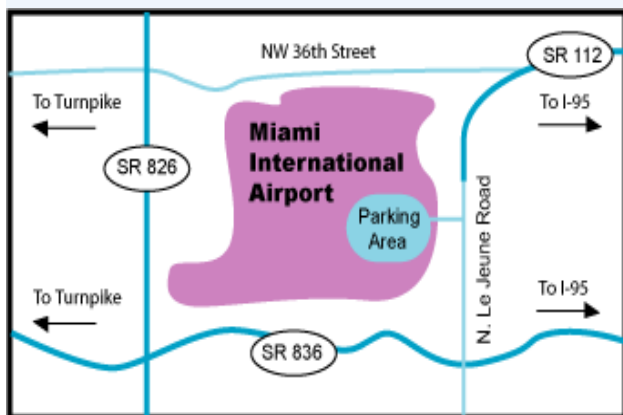 NW 36th Street
SR 112
To Turnpike
To I-95
Miami
International
Airport
SR 826
Parking
Area
N. Le Jeune Road
To Turnpike
To I-95
SR 836